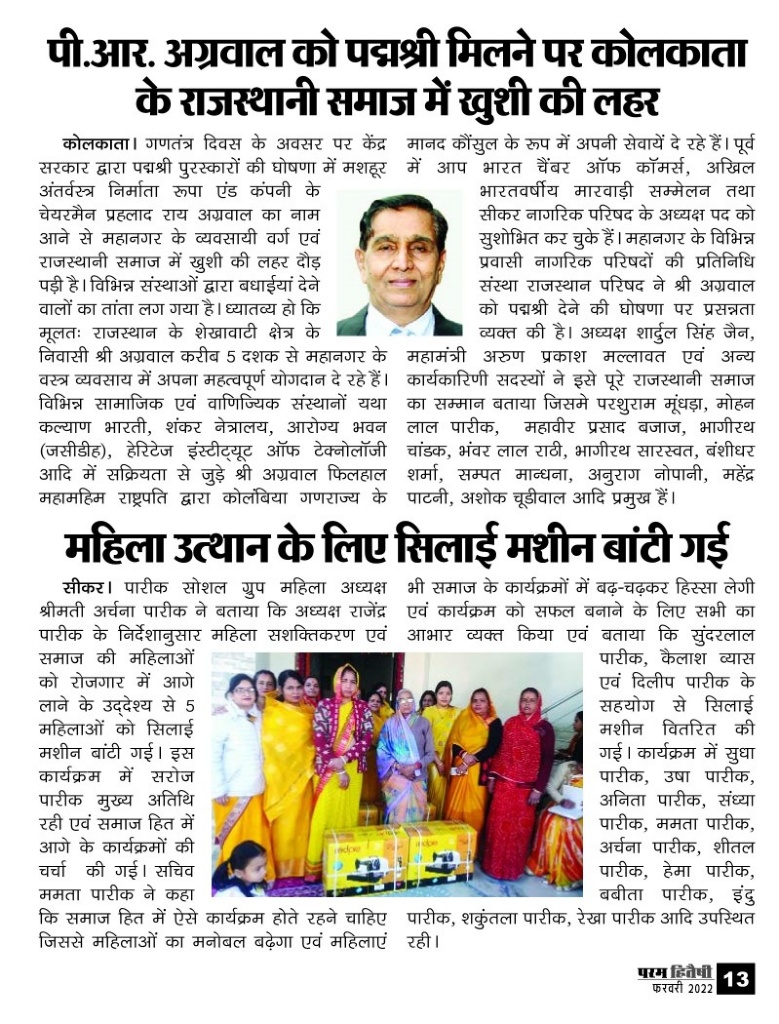 पी.आर. अग्रवाल को पद्मश्री मिलने पर कोलकाता
के राजस्थानी समाज में खुशी की लहर
कोलकाता। गणतंत्र दिवस के अवसर पर केंद्र
सरकार द्वारा पद्मश्री पुरस्कारों की घोषणा में मशहूर
अंतर्वस्त्र निर्माता रूपा एंड कंपनी के
चेयरमैन प्रहलाद राय अग्रवाल का नाम
आने से महानगर के व्यवसायी वर्ग एवं
राजस्थानी समाज में खुशी की लहर दौड़
पड़ी है। विभिन्न संस्थाओं द्वारा बधाईयां देने
वालों का तांता लग गया है। ध्यातव्य हो कि
मूलतः राजस्थान के शेखावाटी क्षेत्र के
निवासी श्री अग्रवाल करीब 5 दशक से महानगर के
वस्त्र व्यवसाय में अपना महत्वपूर्ण योगदान दे रहे हैं।
विभिन्न सामाजिक एवं वाणिज्यिक संस्थानों यथा
कल्याण भारती, शंकर नेत्रालय, आरोग्य भवन
(जसीडीह), हेरिटेज इंस्टीट्यूट ऑफ टेक्नोलॉजी
आदि में सक्रियता से जुड़े श्री अग्रवाल फिलहाल
महामहिम राष्ट्रपति द्वारा कोलंबिया गणराज्य के
मानद कौंसुल के रूप में अपनी सेवायें दे रहे हैं। पूर्व
में आप भारत चैंबर ऑफ कॉमर्स, अखिल
भारतवर्षीय मारवाड़ी सम्मेलन तथा
सीकर नागरिक परिषद के अध्यक्ष पद को
सुशोभित कर चुके हैं। महानगर के विभिन्न
प्रवासी नागरिक परिषदों की प्रतिनिधि
संस्था राजस्थान परिषद ने श्री अग्रवाल
को पद्मश्री देने की घोषणा पर प्रसन्नता
व्यक्त की है। अध्यक्ष शार्दुल सिंह जैन,
महामंत्री अरुण प्रकाश मल्लावत एवं अन्य
कार्यकारिणी सदस्यों ने इसे पूरे राजस्थानी समाज
का सम्मान बताया जिसमे परशुराम मूंधड़ा, मोहन
लाल पारीक, महावीर प्रसाद बजाज, भागीरथ
चांडक, भंवर लाल राठी, भागीरथ सारस्वत, बंशीधर
शर्मा, सम्पत मान्धना, अनुराग नोपानी, महेंद्र
पाटनी, अशोक चूडीवाल आदि प्रमुख हैं।
महिला उत्थान के लिए सिलाई मशीन बांटी गई
सीकर। पारीक सोशल ग्रुप महिला अध्यक्ष
श्रीमती अर्चना पारीक ने बताया कि अध्यक्ष राजेंद्र
पारीक के निर्देशानुसार महिला सशक्तिकरण एवं
समाज की महिलाओं
को रोजगार में आगे
लाने के उद्देश्य से 5
महिलाओं को सिलाई
मशीन बांटी गई। इस
कार्यक्रम में सरोज
पारीक मुख्य अतिथि
रही एवं समाज हित में
आगे के कार्यक्रमों की
चर्चा की गई। सचिव
ममता पारीक ने कहा
कि समाज हित में ऐसे कार्यक्रम होते रहने चाहिए
जिससे महिलाओं का मनोबल बढ़ेगा एवं महिलाएं
भी समाज के कार्यक्रमों में बढ़-चढ़कर हिस्सा लेगी
एवं कार्यक्रम को सफल बनाने के लिए सभी का
आभार व्यक्त किया एवं बताया कि सुंदरलाल
पारीक, कैलाश व्यास
एवं दिलीप पारीक के
सहयोग से सिलाई
मशीन वितरित की
गई। कार्यक्रम में सुधा
पारीक, उषा पारीक,
अनिता पारीक, संध्या
पारीक, ममता पारीक,
अर्चना पारीक, शीतल
पारीक, हेमा पारीक,
बबीता पारीक, इंदु
पारीक, शकुंतला पारीक, रेखा पारीक आदि उपस्थित
रही।
परम हितैषी
फरवरी 2022 13